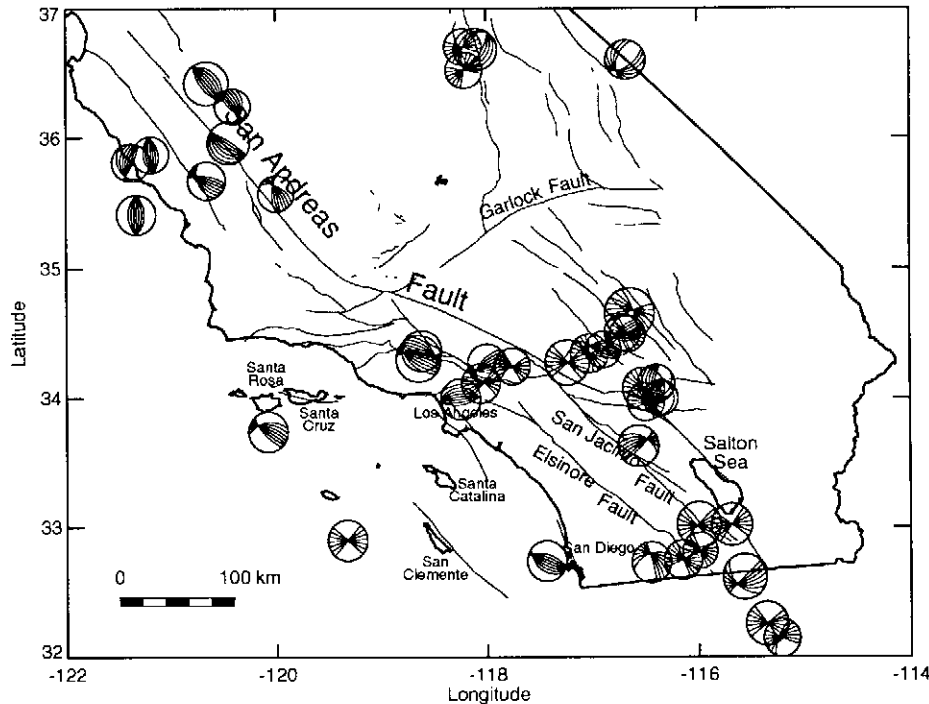 37
36
35
34
33
32
Latitude
-122
-120
-118
-116
-114
Longitude
San Andreas
Fault
Garlock Fault
Santa
Rosa
Santa
Cruz
Los Angeles
San Jacinto
Fault
Elsinore
Fault
Salton
Sea
Santa
Catalina
San
Clemente
San Diego
0 100 km